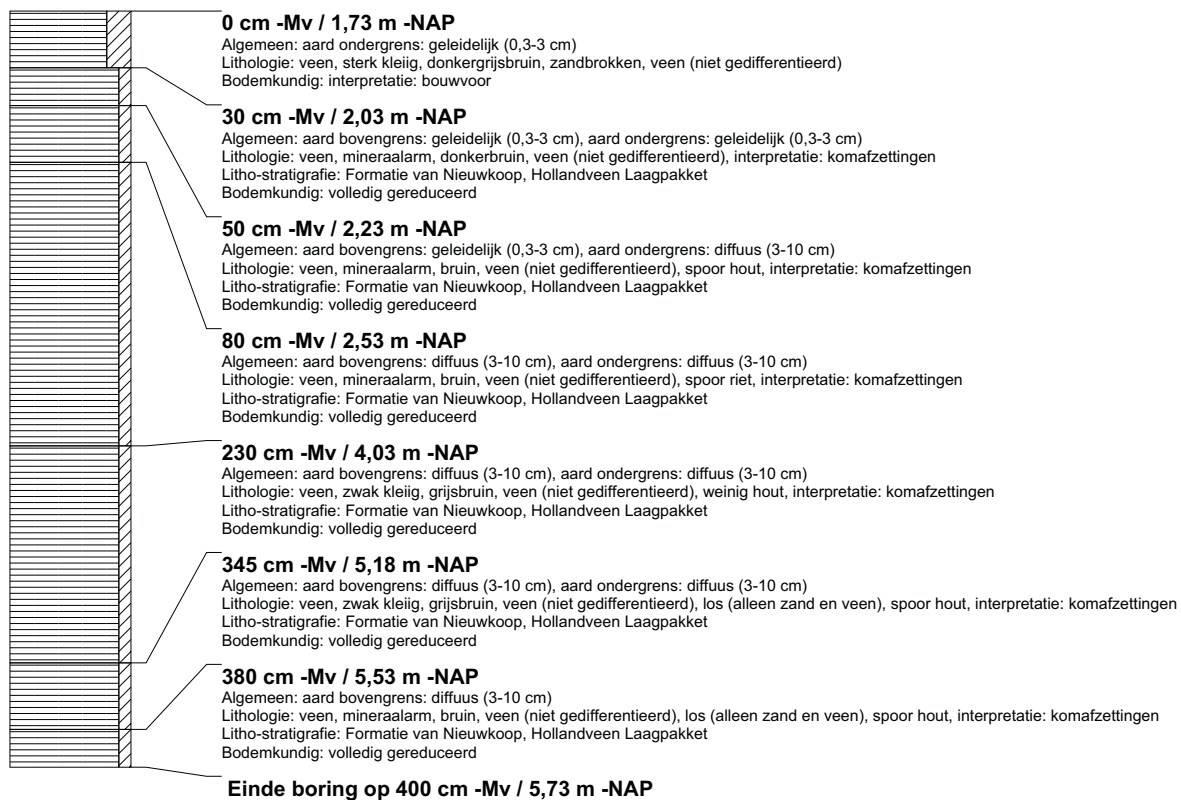 0 cm -Mv / 1,73 m -NAP
Algemeen: aard ondergrens: geleidelijk (0,3-3 cm)
Lithologie: veen, sterk kleiig, donkergrijsbruin, zandbrokken, veen (niet gedifferentieerd)
Bodemkundig: interpretatie: bouwvoor
30 cm -Mv / 2,03 m -NAP
Algemeen: aard bovengrens: geleidelijk (0,3-3 cm), aard ondergrens: geleidelijk (0,3-3 cm)
Lithologie: veen, mineraalarm, donkerbruin, veen (niet gedifferentieerd), interpretatie: komafzettingen
Litho-stratigrafie: Formatie van Nieuwkoop, Hollandveen Laagpakket
Bodemkundig: volledig gereduceerd
50 cm -Mv / 2,23 m -NAP
Algemeen: aard bovengrens: geleidelijk (0,3-3 cm), aard ondergrens: diffuus (3-10 cm)
Lithologie: veen, mineraalarm, bruin, veen (niet gedifferentieerd), spoor hout, interpretatie: komafzettingen
Litho-stratigrafie: Formatie van Nieuwkoop, Hollandveen Laagpakket
Bodemkundig: volledig gereduceerd
80 cm -Mv / 2,53 m -NAP
Algemeen: aard bovengrens: diffuus (3-10 cm), aard ondergrens: diffuus (3-10 cm)
Lithologie: veen, mineraalarm, bruin, veen (niet gedifferentieerd), spoor riet, interpretatie: komafzettingen
Litho-stratigrafie: Formatie van Nieuwkoop, Hollandveen Laagpakket
Bodemkundig: volledig gereduceerd
230 cm -Mv / 4,03 m -NAP
Algemeen: aard bovengrens: diffuus (3-10 cm), aard ondergrens: diffuus (3-10 cm)
Lithologie: veen, zwak kleiig, grijsbruin, veen (niet gedifferentieerd), weinig hout, interpretatie: komafzettingen
Litho-stratigrafie: Formatie van Nieuwkoop, Hollandveen Laagpakket
Bodemkundig: volledig gereduceerd
345 cm -Mv / 5,18 m -NAP
Algemeen: aard bovengrens: diffuus (3-10 cm), aard ondergrens: diffuus (3-10 cm)
Lithologie: veen, zwak kleiig, grijsbruin, veen (niet gedifferentieerd), los (alleen zand en veen), spoor hout, interpretatie: komafzettingen
Litho-stratigrafie: Formatie van Nieuwkoop, Hollandveen Laagpakket
Bodemkundig: volledig gereduceerd
380 cm -Mv / 5,53 m -NAP
Algemeen: aard bovengrens: diffuus (3-10 cm)
Lithologie: veen, mineraalarm, bruin, veen (niet gedifferentieerd), los (alleen zand en veen), spoor hout, interpretatie: komafzettingen
Litho-stratigrafie: Formatie van Nieuwkoop, Hollandveen Laagpakket
Bodemkundig: volledig gereduceerd
Einde boring op 400 cm -Mv / 5,73 m -NAP